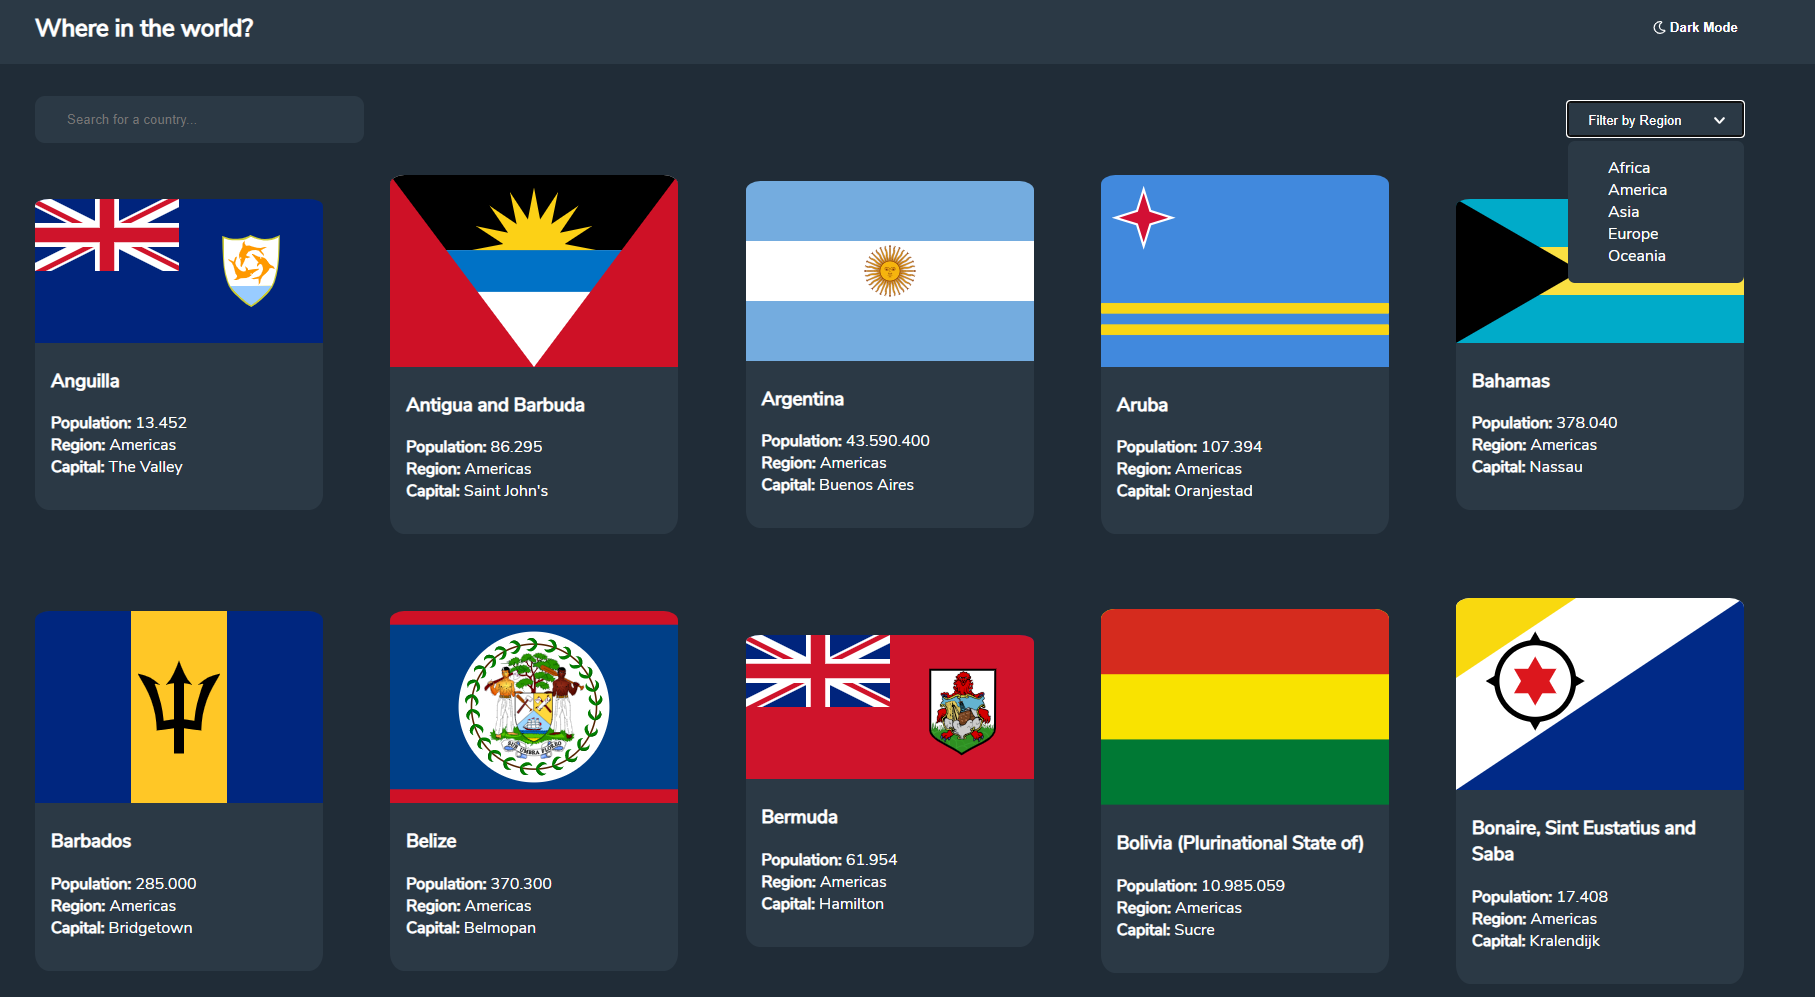 Where in the world?
Dark Mode
Search for a country...
Filter by Region
Africa
America
Asia
Europe
Oceania
Anguilla
Population: 13.452
Region: Americas
Capital: The Valley
Antigua and Barbuda
Population: 86.295
Region: Americas
Capital: Saint John's
Argentina
Population: 43.590.400
Region: Americas
Capital: Buenos Aires
Aruba
Population: 107.394
Region: Americas
Capital: Oranjestad
Bahamas
Population: 378.040
Region: Americas
Capital: Nassau
Barbados
Population: 285.000
Region: Americas
Capital: Bridgetown
SUB UMBRA FLOREO
Belize
Population: 370.300
Region: Americas
Capital: Belmopan
Bermuda
Population: 61.954
Region: Americas
Capital: Hamilton
Bolivia (Plurinational State of)
Population: 10.985.059
Region: Americas
Capital: Sucre
Bonaire, Sint Eustatius and
Saba
Population: 17.408
Region: Americas
Capital: Kralendijk